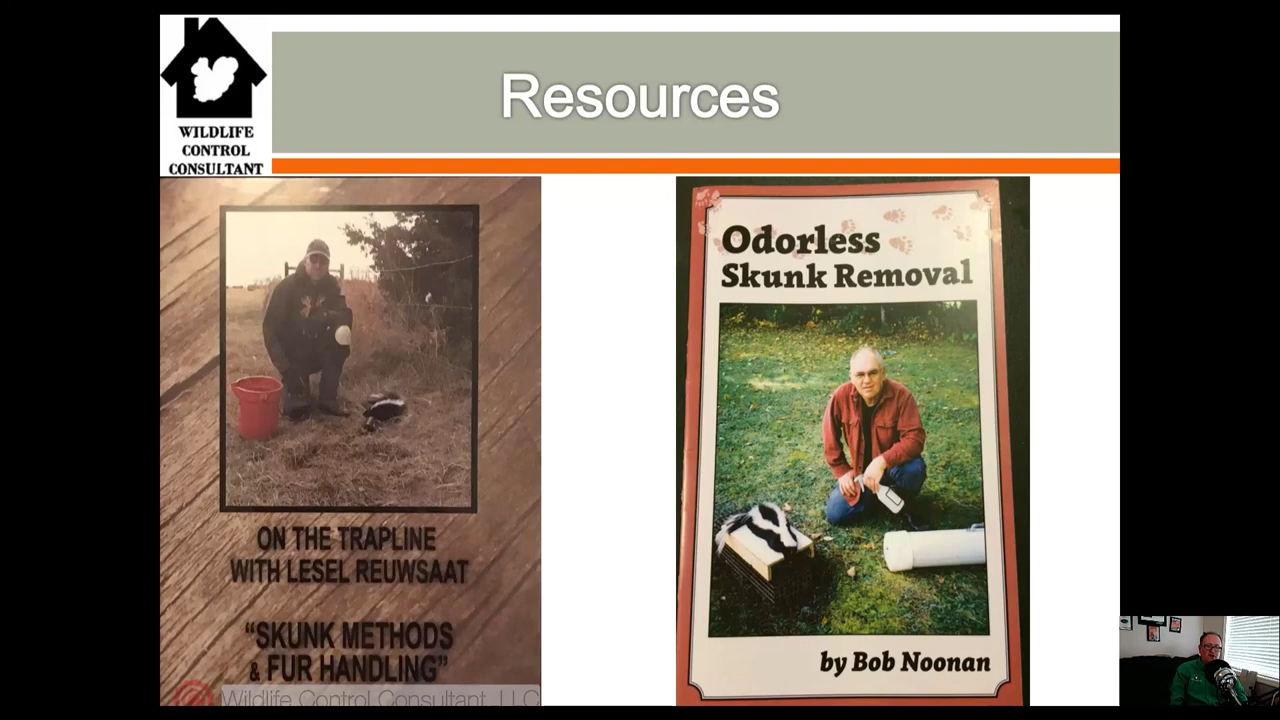 Resources
WILDLIFE
CONTROL
CONSULTANT
ON THE TRAPLINE
WITH LESEL REUWSAAT
“SKUNK METHODS
& FUR HANDLING”
Wildlife Control Consultant, LLC
Odorless
Skunk Removal
by Bob Noonan